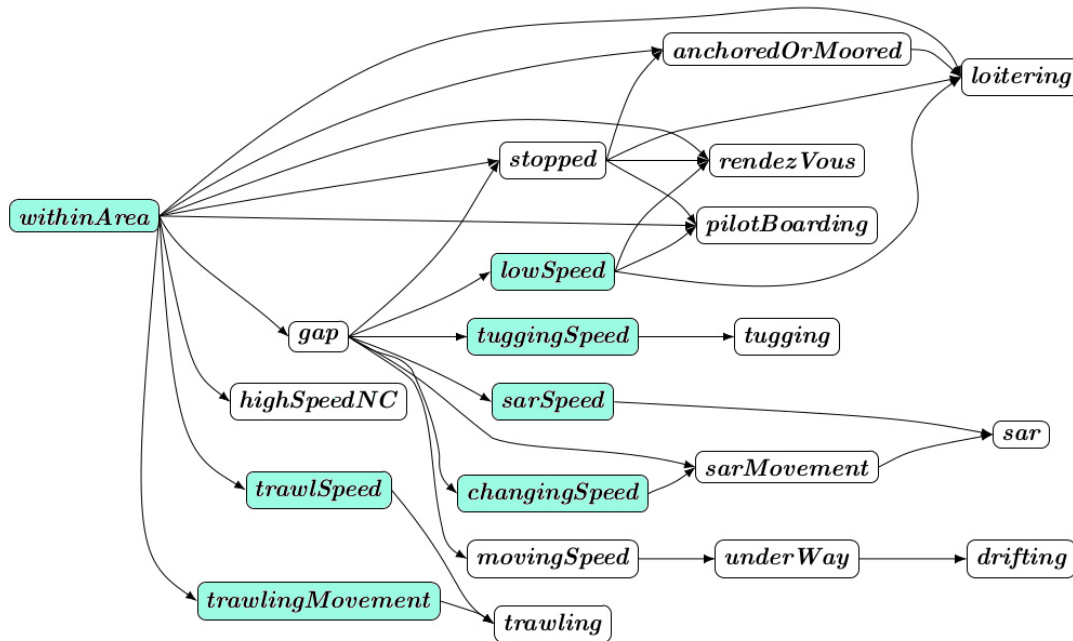 anchoredOrMoored
loitering
stopped
rendezVous
withinArea
pilotBoarding
lowSpeed
gap
tuggingSpeed
tugging
highSpeedNC
sarSpeed
sar
sarMovement
trawlSpeed
changingSpeed
movingSpeed
underWay
drifting
trawlingMovement
trawling